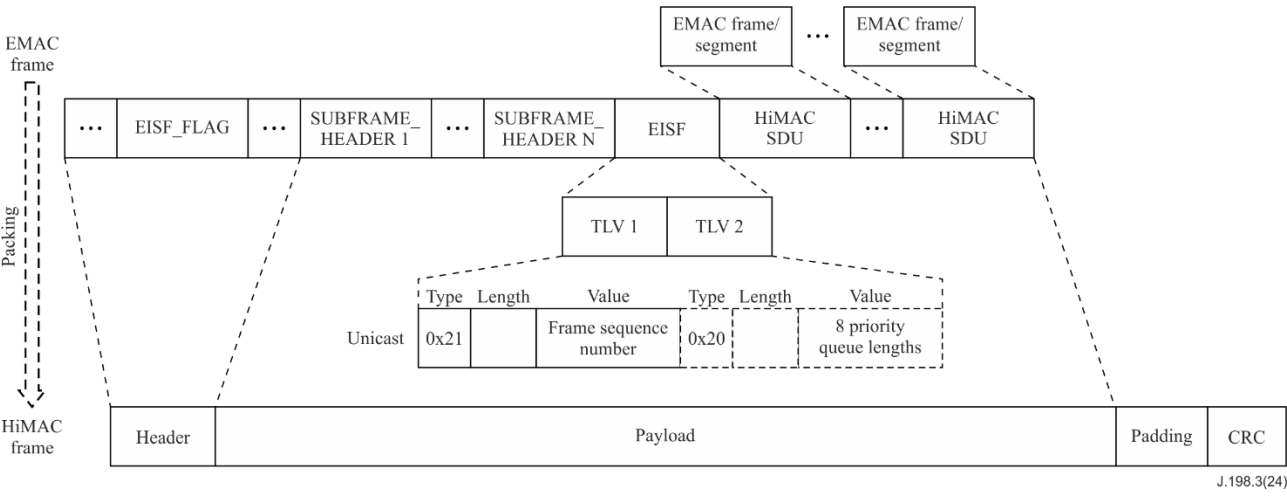 EMAC frame/
segment
...
EMAC frame/
segment
EMAC
frame
...
EISF_FLAG
...
SUBFRAME_
HEADER 1
...
SUBFRAME_
HEADER N
EISF
HiMAC
SDU
...
HiMAC
SDU
Packing
TLV 1
TLV 2
Type Length Value Type Length Value
Unicast
0x21
Frame sequence
number
0x20
8 priority
queue lengths
HiMAC
frame
Header
Payload
Padding
CRC
J.198.3(24)